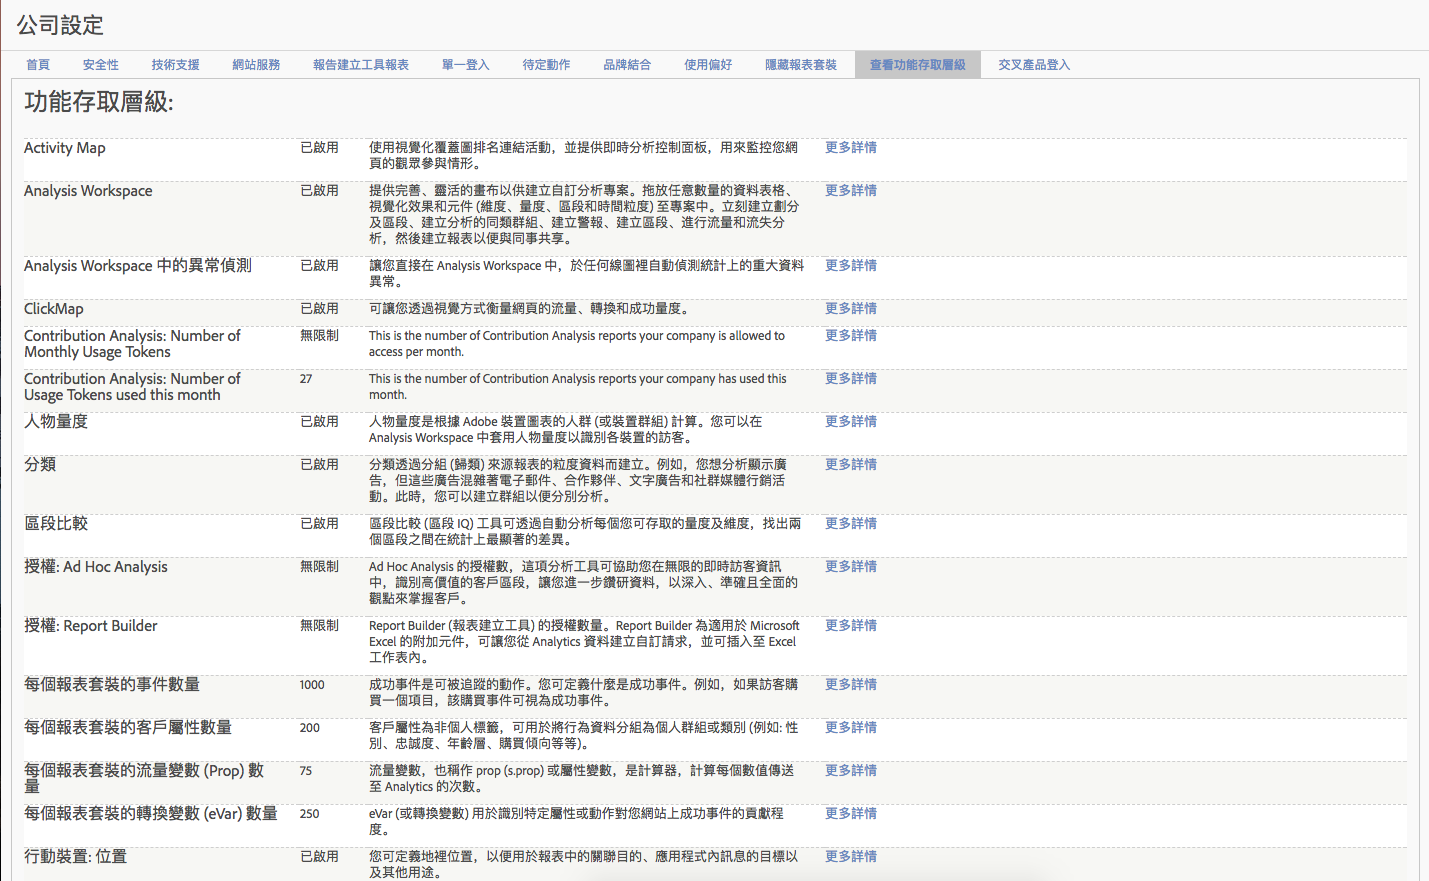 公司設定
首頁 安全性 技術支援 網站服務 報告建立工具報表 單一登入 待定動作 品牌結合 使用偏好 隱藏報表套裝 查看功能存取層級 交叉產品登入
功能存取層級:
Activity Map 已啟用 使用視覺化覆蓋圖排名連結活動，並提供即時分析控制面板，用來監控您網 更多詳情
頁的觀眾參與情形。
Analysis Workspace 已啟用 提供完善、靈活的畫布以供建立自訂分析專案。拖放任意數量的資料表格、 更多詳情
視覺化效果和元件 (維度、量度、區段和時間粒度) 至專案中。立刻建立劃分
及區段、建立分析的同類群組、建立警報、建立區段、進行流量和流失分
析，然後建立報表以便與同事共享。
Analysis Workspace 中的異常偵測 已啟用 讓您直接在 Analysis Workspace 中，於任何線圖裡自動偵測統計上的重大資料 更多詳情
異常。
ClickMap 已啟用 可讓您透過視覺方式衡量網頁的流量、轉換和成功量度。 更多詳情
Contribution Analysis: Number of 無限制 This is the number of Contribution Analysis reports your company is allowed to 更多詳情
Monthly Usage Tokens access per month.
Contribution Analysis: Number of 27 This is the number of Contribution Analysis reports your company has used this 更多詳情
Usage Tokens used this month month.
人物量度 已啟用 人物量度是根據 Adobe 裝置圖表的人群 (或裝置群組) 計算。您可以在 更多詳情
Analysis Workspace 中套用人物量度以識別各裝置的訪客。
分類 已啟用 分類透過分組 (歸類) 來源報表的粒度資料而建立。例如，您想分析顯示廣 更多詳情
告，但這些廣告混雜著電子郵件、合作夥伴、文字廣告和社群媒體行銷活
動。此時，您可以建立群組以便分別分析。
區段比較 已啟用 區段比較 (區段 IQ) 工具可透過自動分析每個您可存取的量度及維度，找出兩 更多詳情
個區段之間在統計上最顯著的差異。
授權: Ad Hoc Analysis 無限制 Ad Hoc Analysis 的授權數，這項分析工具可協助您在無限的即時訪客資訊 更多詳情
中，識別高價值的客戶區段，讓您進一步鑽研資料，以深入、準確且全面的
觀點來掌握客戶。
授權: Report Builder 無限制 Report Builder (報表建立工具) 的授權數量。Report Builder 為適用於 Microsoft 更多詳情
Excel 的附加元件，可讓您從 Analytics 資料建立自訂請求，並可插入至 Excel
工作表內。
每個報表套裝的事件數量 1000 成功事件是可被追蹤的動作。您可定義什麼是成功事件。例如，如果訪客購 更多詳情
買一個項目，該購買事件可視為成功事件。
每個報表套裝的客戶屬性數量 200 客戶屬性為非個人標籤，可用於將行為資料分組為個人群組或類別 (例如: 性 更多詳情
別、忠誠度、年齡層、購買傾向等等)。
每個報表套裝的流量變數 (Prop) 數 75 流量變數，也稱作 prop (s.prop) 或屬性變數，是計算器，計算每個數值傳送 更多詳情
量 至 Analytics 的次數。
每個報表套裝的轉換變數 (eVar) 數量 250 eVar (或轉換變數) 用於識別特定屬性或動作對您網站上成功事件的貢獻程 更多詳情
度。
行動裝置: 位置 已啟用 您可定義地裡位置，以便用於報表中的關聯目的、應用程式內訊息的目標以 更多詳情
及其他用途。